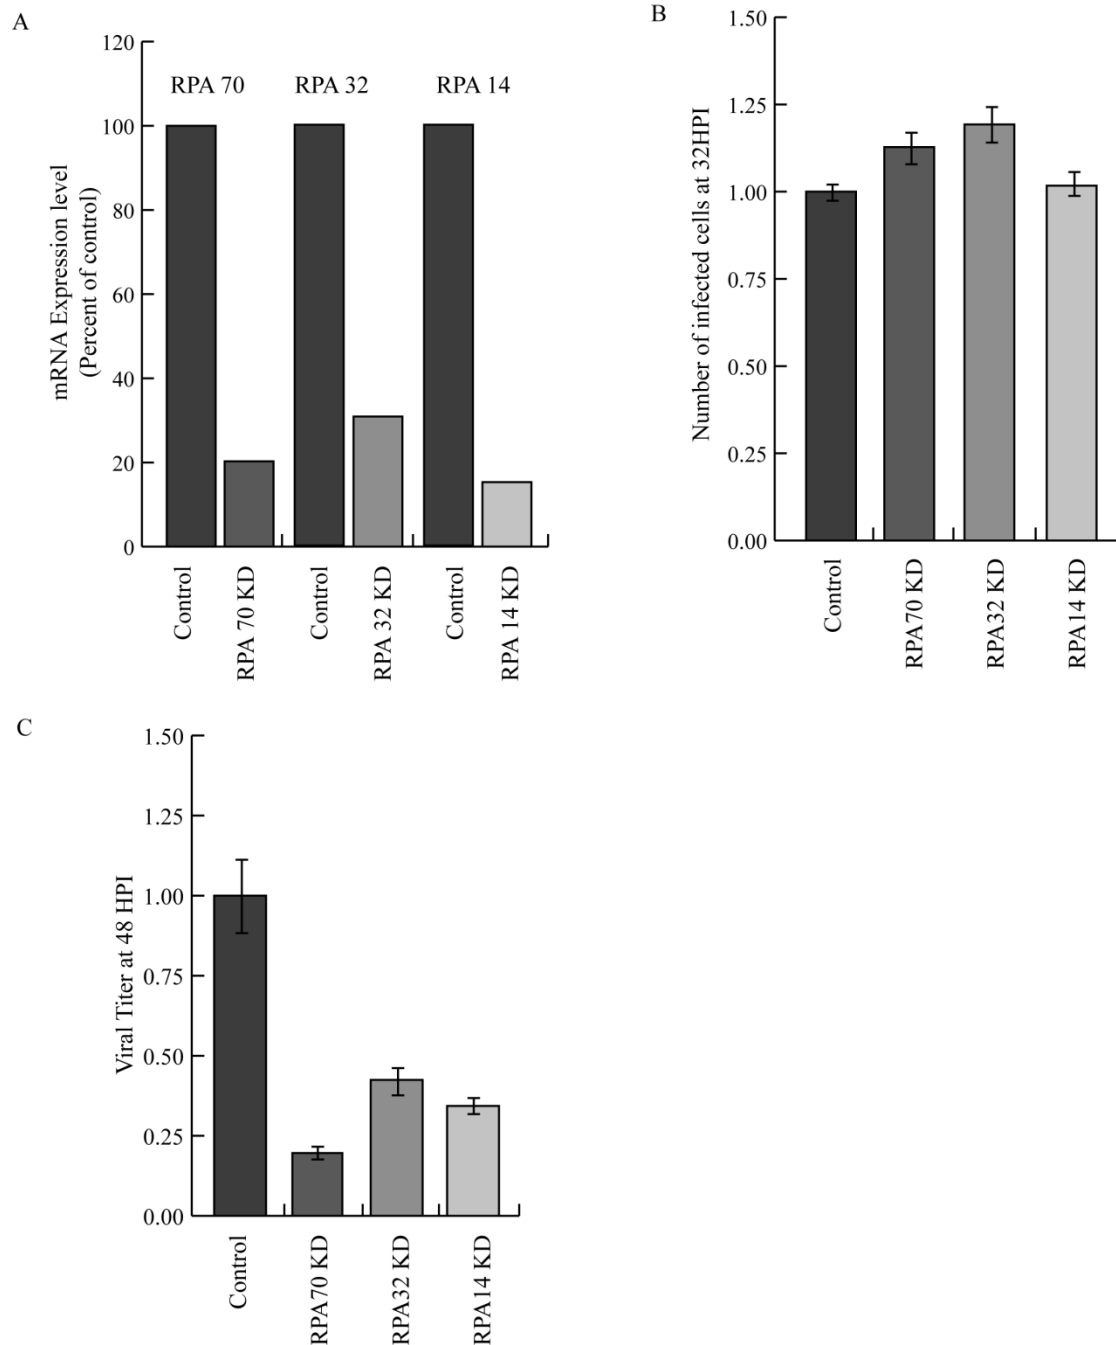 A
mRNA Expression level
(Percent of control)
120
100
80
60
40
20
0
RPA 70
RPA 32
RPA 14
Control
RPA 70 KD
Control
RPA 32 KD
Control
RPA 14 KD
B
Number of infected cells at 32HPI
1.50
1.25
1.00
0.75
0.50
0.25
0.00
Control
RPA70 KD
RPA32 KD
RPA14 KD
C
Viral Titer at 48 HPI
1.50
1.25
1.00
0.75
0.50
0.25
0.00
Control
RPA70 KD
RPA32 KD
RPA14 KD